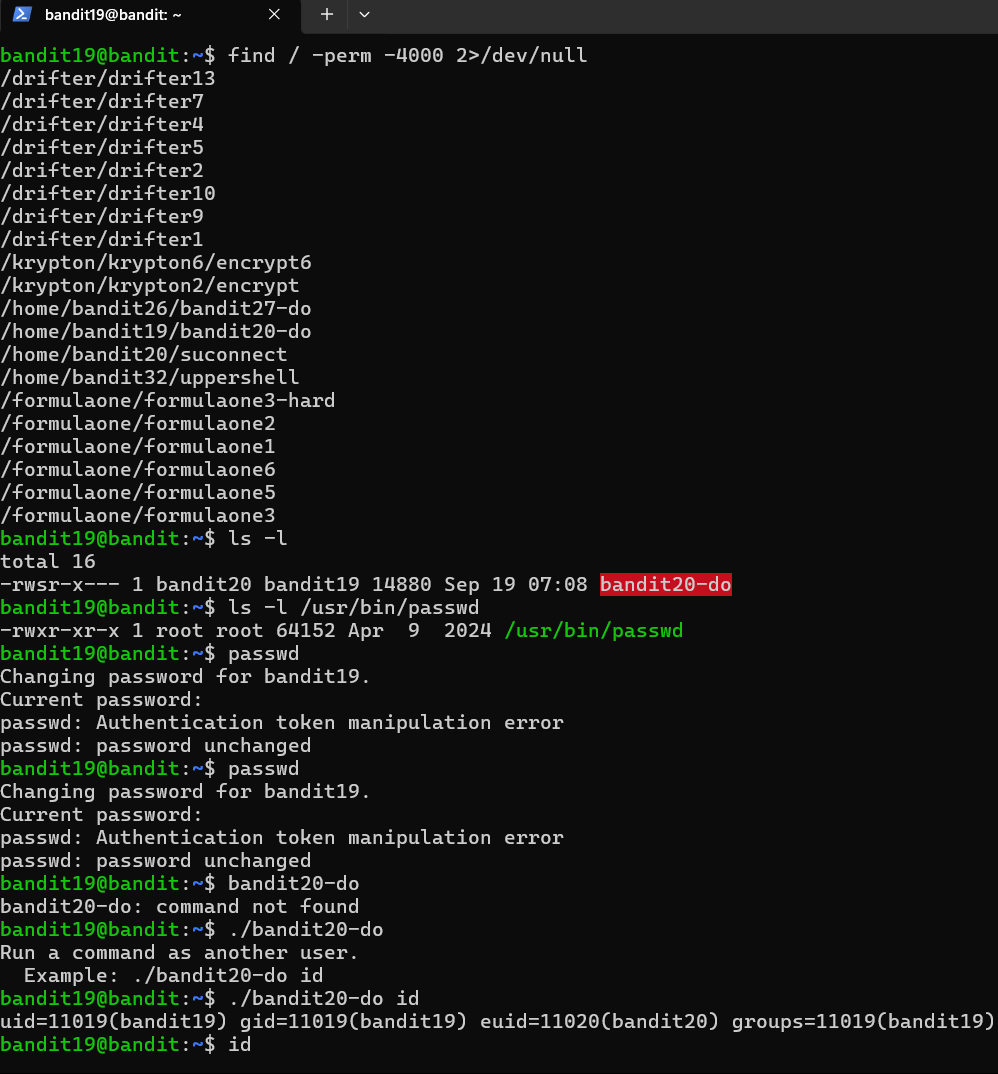 bandit19@bandit: ~
bandit19@bandit:~$ find / -perm -4000 2>/dev/null
/drifter/drifter13
/drifter/drifter7
/drifter/drifter4
/drifter/drifter5
/drifter/drifter2
/drifter/drifter10
/drifter/drifter9
/drifter/drifter1
/krypton/krypton6/encrypt6
/krypton/krypton2/encrypt
/home/bandit26/bandit27-do
/home/bandit19/bandit20-do
/home/bandit20/suconnect
/home/bandit32/uppershell
/formulaone/formulaone3-hard
/formulaone/formulaone2
/formulaone/formulaone1
/formulaone/formulaone6
/formulaone/formulaone5
/formulaone/formulaone3
bandit19@bandit:~$ ls -l
total 16
-rwsr-x--- 1 bandit20 bandit19 14880 Sep 19 07:08 bandit20-do
bandit19@bandit:~$ ls -l /usr/bin/passwd
-rwxr-xr-x 1 root root 64152 Apr  9  2024 /usr/bin/passwd
bandit19@bandit:~$ passwd
Changing password for bandit19.
Current password:
passwd: Authentication token manipulation error
passwd: password unchanged
bandit19@bandit:~$ passwd
Changing password for bandit19.
Current password:
passwd: Authentication token manipulation error
passwd: password unchanged
bandit19@bandit:~$ bandit20-do
bandit20-do: command not found
bandit19@bandit:~$ ./bandit20-do
Run a command as another user.
  Example: ./bandit20-do id
bandit19@bandit:~$ ./bandit20-do id
uid=11019(bandit19) gid=11019(bandit19) euid=11020(bandit20) groups=11019(bandit19)
bandit19@bandit:~$ id